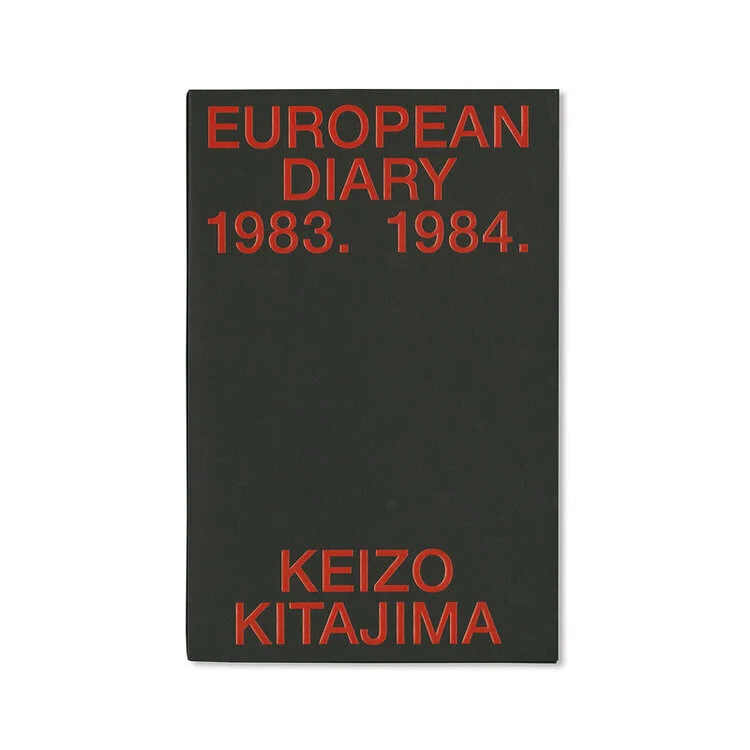 EUROPEAN
DIARY
1983. 1984.
KEIZO
KITAJIMA